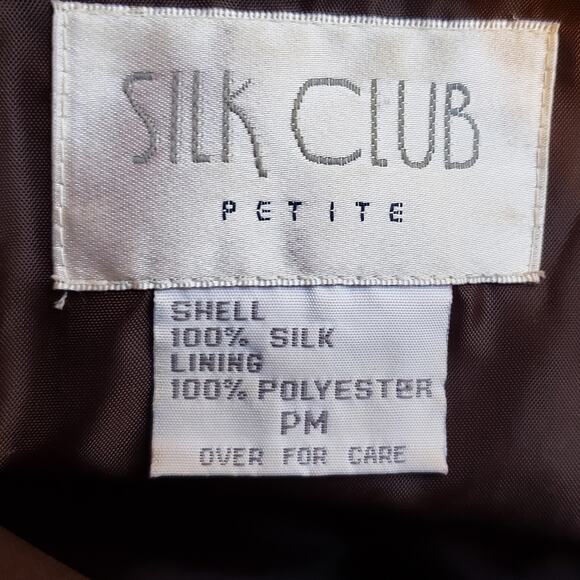 SILK CLUB
PETITE
SHELL
100% SILK
LINING
100% POLYESTER
PM
OVER FOR CARE